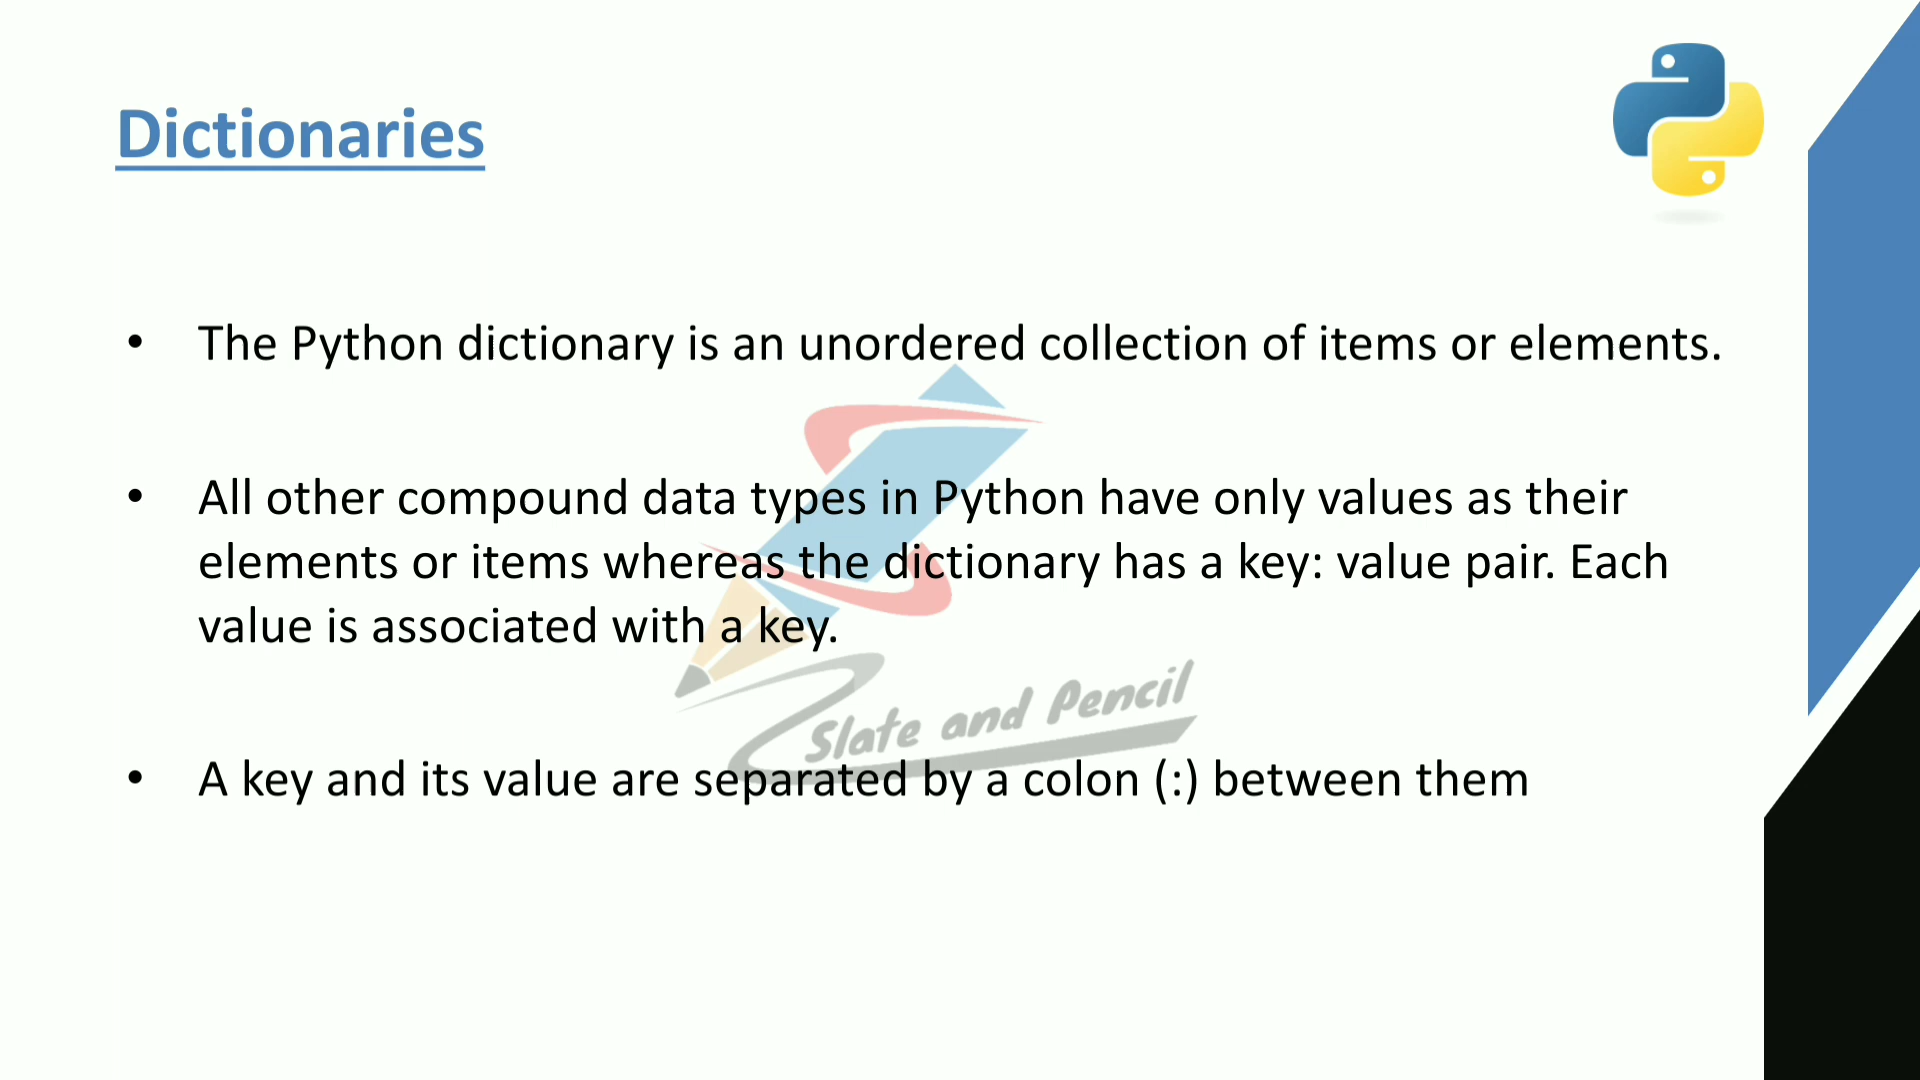 Dictionaries
• The Python dictionary is an unordered collection of items or elements.
• All other compound data types in Python have only values as their
elements or items whereas the dictionary has a key: value pair. Each
value is associated with a key.
Slate and Pencil
• A key and its value are separated by a colon (:) between them